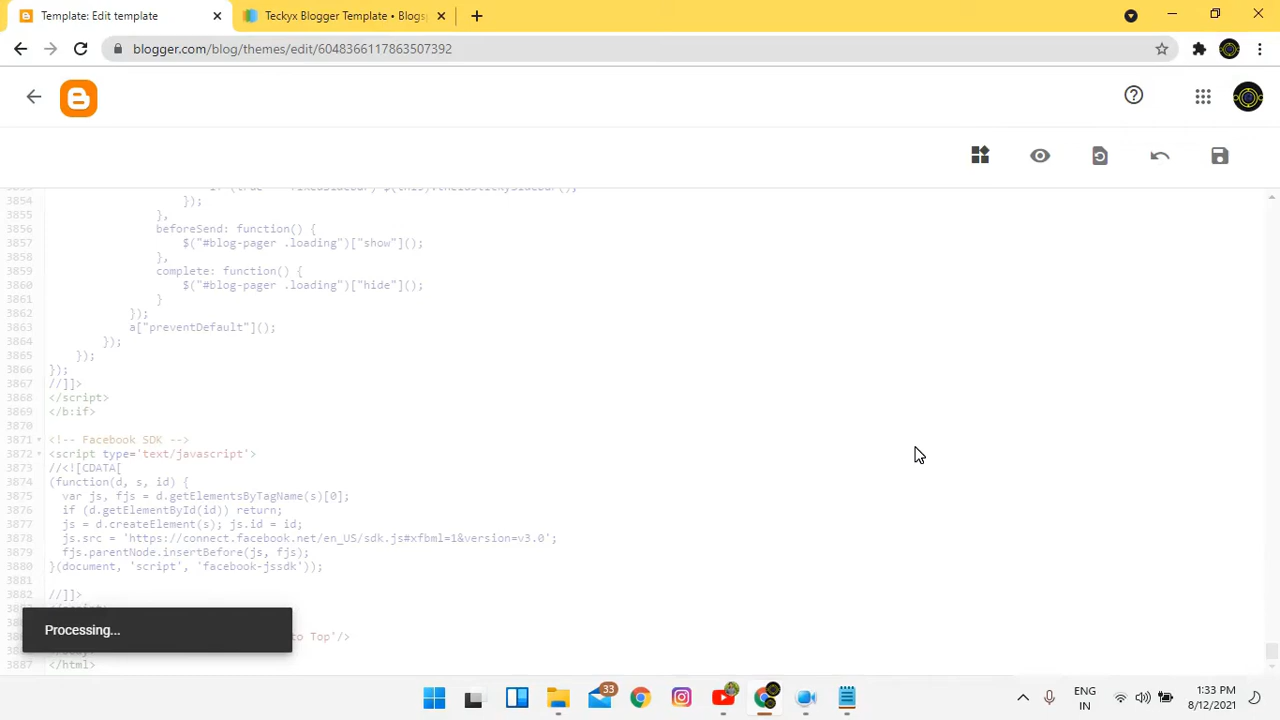 Template: Edit template
Teckyx Blogger Template • Blogs
blogger.com/blog/themes/edit/6048366117863507392
3854 });
3855 },
3856 beforeSend: function() {
3857 $("#blog-pager .loading")["show"]();
3858 },
3859 complete: function() {
3860 $("#blog-pager .loading")["hide"]();
3861 }
3862 });
3863 a["preventDefault"]();
3864 });
3865 });
3866 });
3867 //]]>
3868 </script>
3869 </b:if>
3870
3871 <!-- Facebook SDK -->
3872 <script type='text/javascript'>
3873 //<![CDATA[
3874 (function(d, s, id) {
3875 var js, fjs = d.getElementsByTagName(s)[0];
3876 if (d.getElementById(id)) return;
3877 js = d.createElement(s); js.id = id;
3878 js.src = 'https://connect.facebook.net/en_US/sdk.js#xfbml=1&version=v3.0';
3879 fjs.parentNode.insertBefore(js, fjs);
3880 }(document, 'script', 'facebook-jssdk'));
3881
3882 //]]>
Processing...
to Top'/>
3887 </html>
33
ENG
IN
1:33 PM
8/12/2021